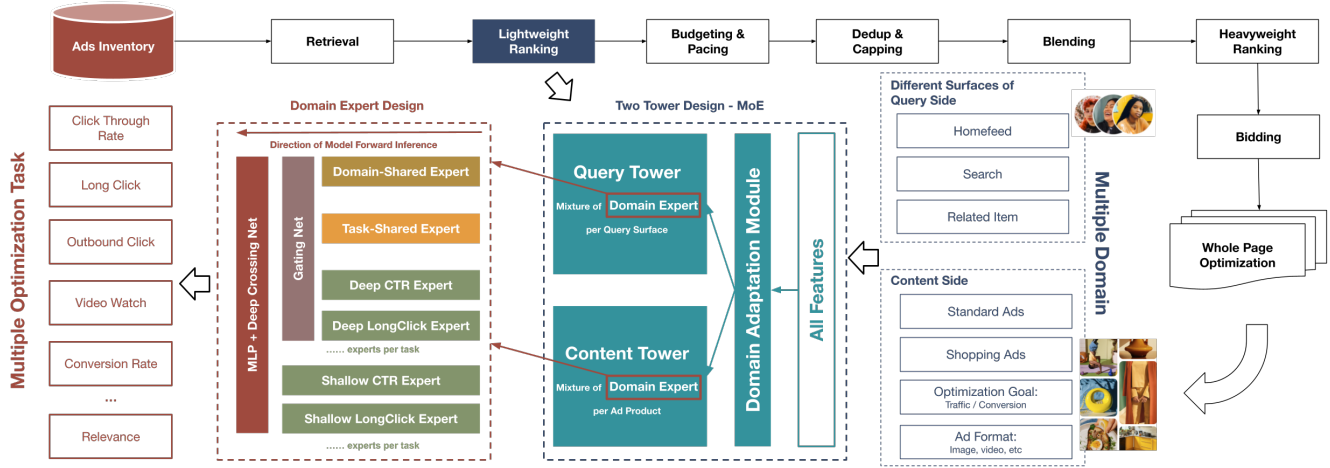 Ads Inventory
Retrieval
Lightweight
Ranking
Budgeting &
Pacing
Dedup &
Capping
Blending
Heavyweight
Ranking
Bidding
Whole Page
Optimization
Multiple Optimization Task
Click Through
Rate
Long Click
Outbound Click
Video Watch
Conversion Rate
...
Relevance
Domain Expert Design
Direction of Model Forward Inference
MLP + Deep Crossing Net
Gating Net
Domain-Shared Expert
Task-Shared Expert
Deep CTR Expert
Deep LongClick Expert
...... experts per task
Shallow CTR Expert
Shallow LongClick Expert
...... experts per task
Two Tower Design - MoE
Query Tower
Mixture of Domain Expert
per Query Surface
Content Tower
Mixture of Domain Expert
per Ad Product
Domain Adaptation Module
All Features
Different Surfaces of
Query Side
Homefeed
Search
Related Item
Multiple Domain
Content Side
Standard Ads
Shopping Ads
Optimization Goal:
Traffic / Conversion
Ad Format:
Image, video, etc